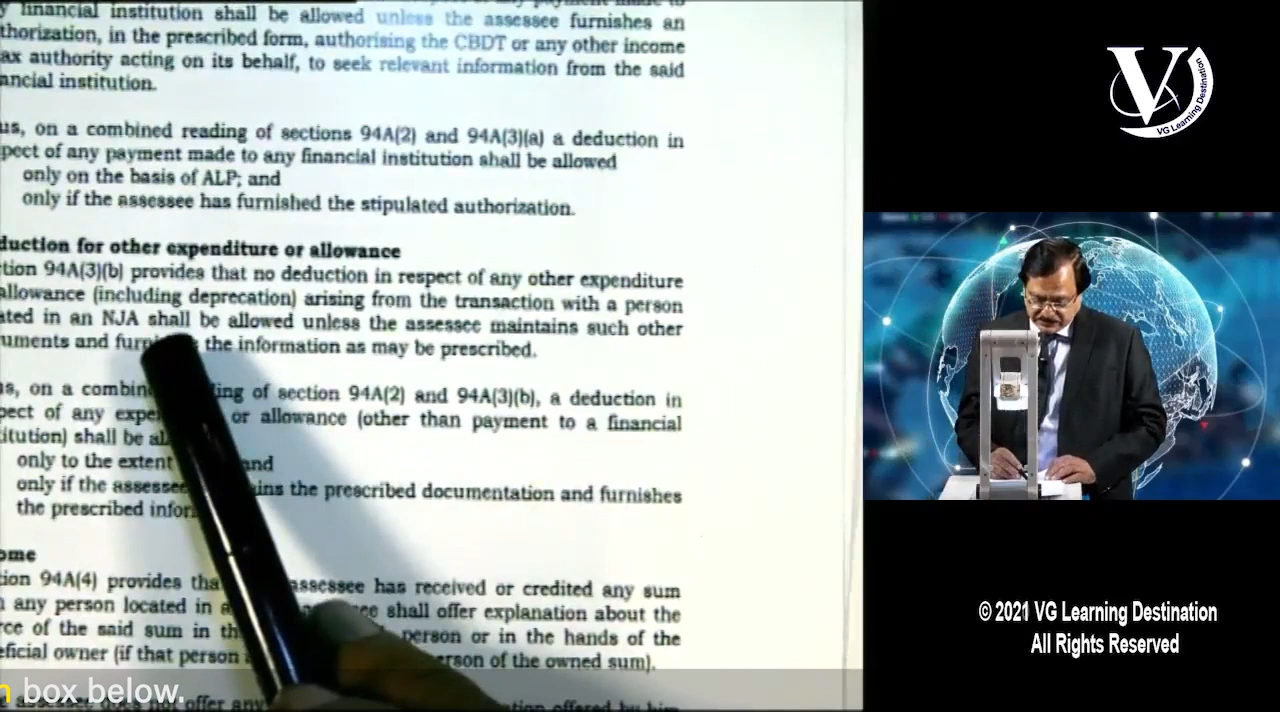 financial institution shall be allowed unless the assessee furnishes an
thorization, in the prescribed form, authorising the CBDT or any other income
ax authority acting on its behalf, to seek relevant information from the said
ancial institution.
us, on a combined reading of sections 94A(2) and 94A(3)(a) a deduction in
pect of any payment made to any financial institution shall be allowed
only on the basis of ALP; and
only if the assessee has furnished the stipulated authorization.
duction for other expenditure or allowance
tion 94A(3)(b) provides that no deduction in respect of any other expenditure
allowance (including deprecation) arising from the transaction with a person
ated in an NJA shall be allowed unless the assessee maintains such other
uments and furn the information as may be prescribed.
s, on a combin ing of section 94A(2) and 94A(3)(b), a deduction in
pect of any expe or allowance (other than payment to a financial
itution) shall be al
only to the extent and
only if the assessee ins the prescribed documentation and furnishes
the prescribed infor
ome
ion 94A(4) provides tha assessee has received or credited any sum
any person located in a ee shall offer explanation about the
rce of the said sum in th person or in the hands of the
eficial owner (if that person erson of the owned sum).
n box below.
V
VG Learning Destination
© 2021 VG Learning Destination
All Rights Reserved